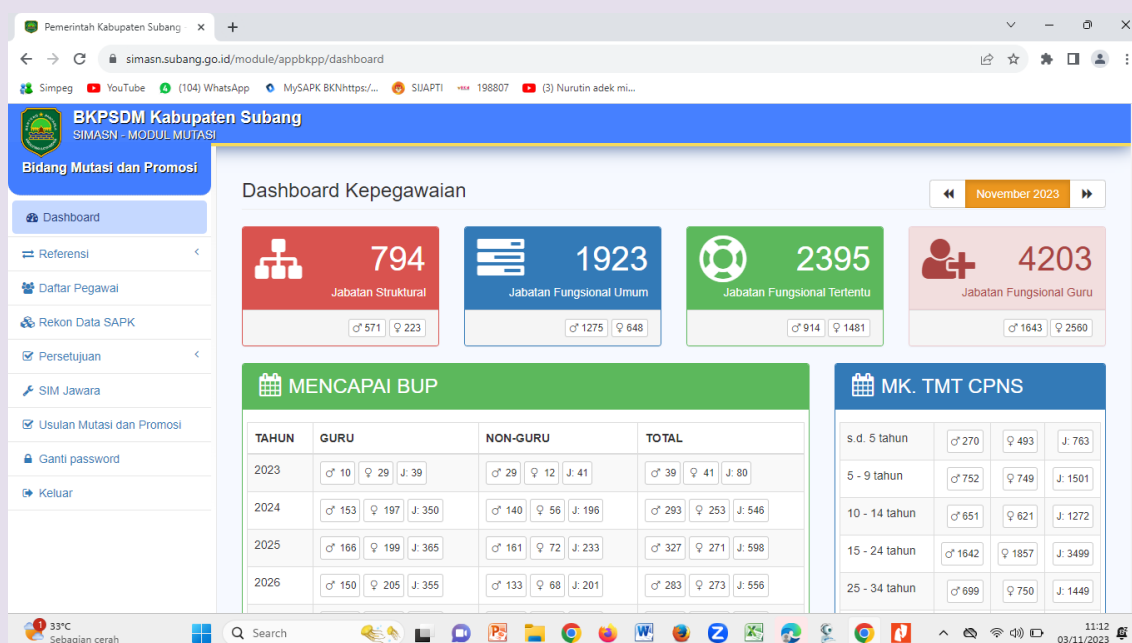 Pemerintah Kabupaten Subang
simasn.subang.go.id/module/appbkpp/dashboard
Simpeg YouTube (104) WhatsApp MySAPK BKNhttps:/... SIJAPTI 198807 (3) Nurutin adek mi...
BKPSDM Kabupaten Subang
SIMASN - MODUL MUTASI
Bidang Mutasi dan Promosi
Dashboard
Referensi
Daftar Pegawai
Rekon Data SAPK
Persetujuan
SIM Jawara
Usulan Mutasi dan Promosi
Ganti password
Keluar
Dashboard Kepegawaian
November 2023
794
Jabatan Struktural
♂ 571 ♀ 223
1923
Jabatan Fungsional Umum
♂ 1275 ♀ 648
2395
Jabatan Fungsional Tertentu
♂ 914 ♀ 1481
4203
Jabatan Fungsional Guru
♂ 1643 ♀ 2560
MENCAPAI BUP
TAHUN GURU NON-GURU TOTAL
2023 ♂ 10 ♀ 29 J: 39 ♂ 29 ♀ 12 J: 41 ♂ 39 ♀ 41 J: 80
2024 ♂ 153 ♀ 197 J: 350 ♂ 140 ♀ 56 J: 196 ♂ 293 ♀ 253 J: 546
2025 ♂ 166 ♀ 199 J: 365 ♂ 161 ♀ 72 J: 233 ♂ 327 ♀ 271 J: 598
2026 ♂ 150 ♀ 205 J: 355 ♂ 133 ♀ 68 J: 201 ♂ 283 ♀ 273 J: 556
MK. TMT CPNS
s.d. 5 tahun ♂ 270 ♀ 493 J: 763
5 - 9 tahun ♂ 752 ♀ 749 J: 1501
10 - 14 tahun ♂ 651 ♀ 621 J: 1272
15 - 24 tahun ♂ 1642 ♀ 1857 J: 3499
25 - 34 tahun ♂ 699 ♀ 750 J: 1449
1
33°C
Sebagian cerah
Search
11:12
03/11/2023